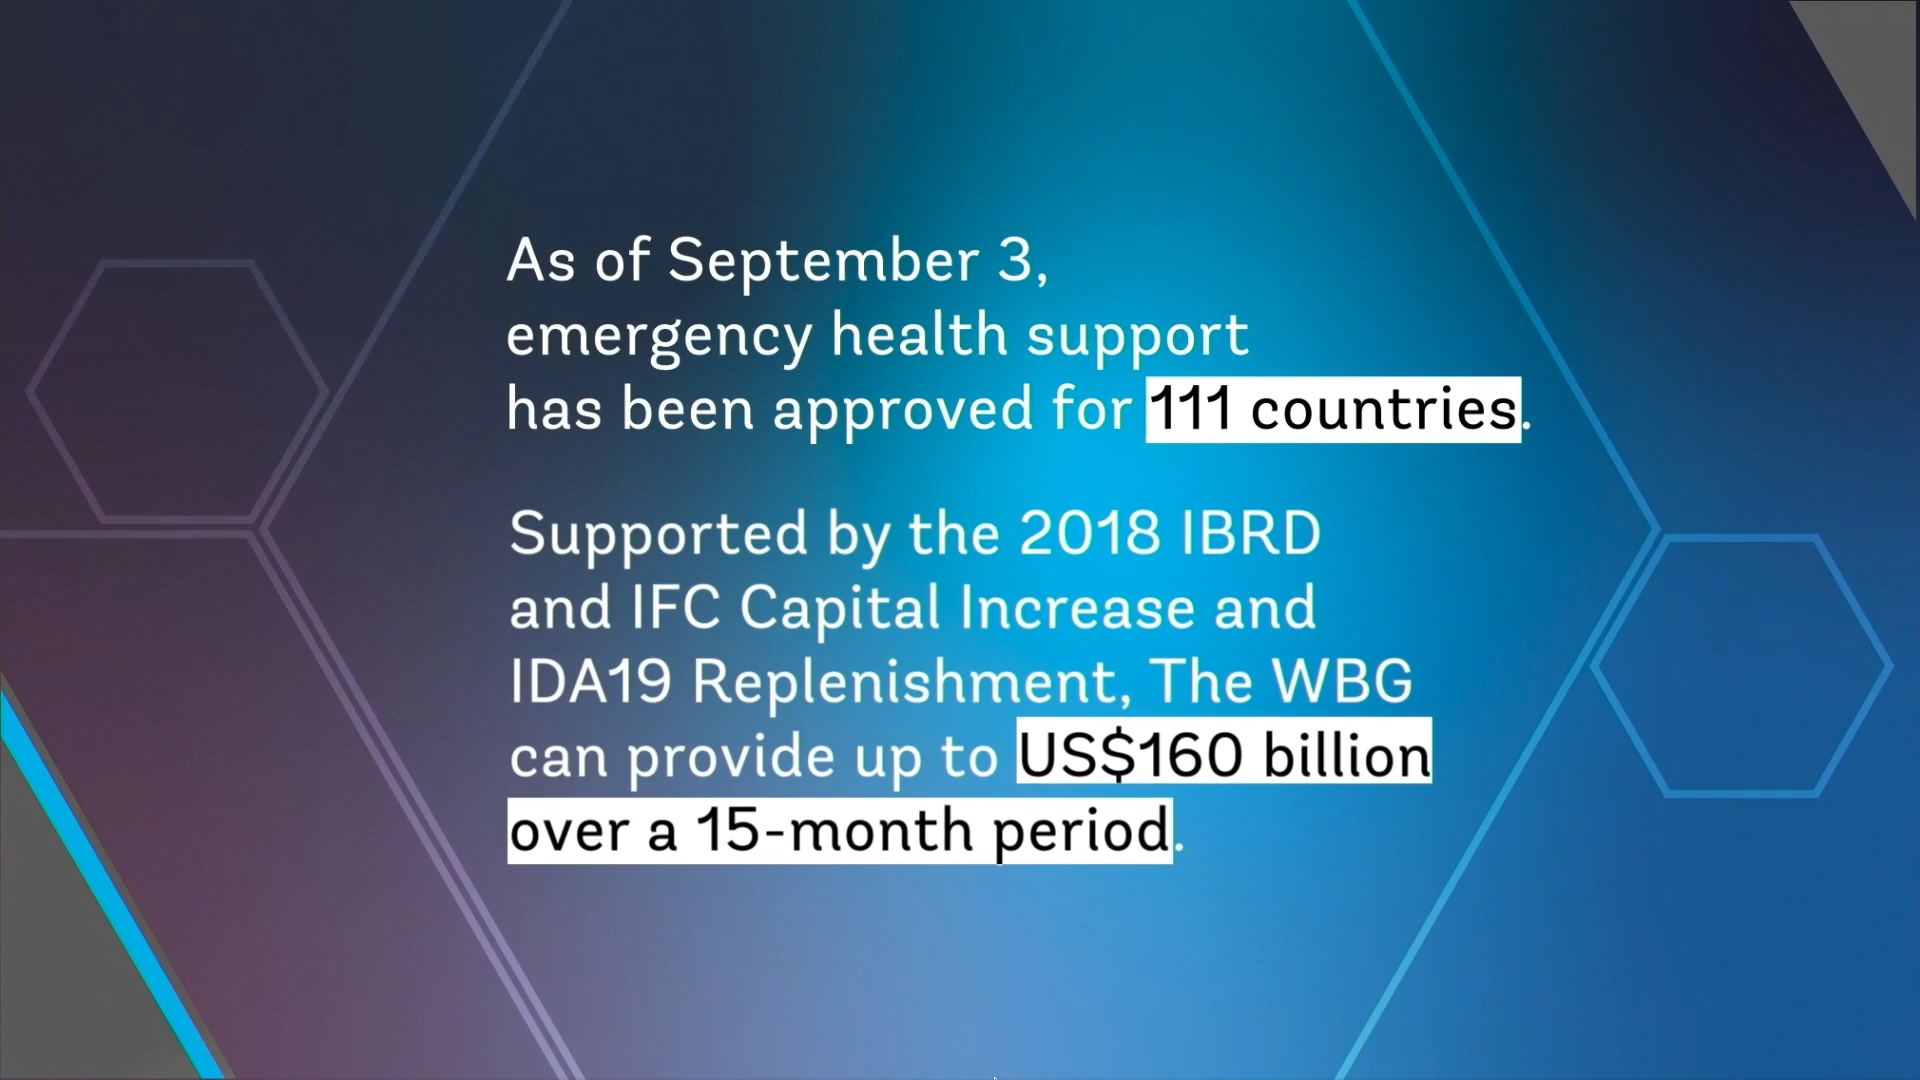 As of September 3,
emergency health support
has been approved for 111 countries.
Supported by the 2018 IBRD
and IFC Capital Increase and
IDA19 Replenishment, The WBG
can provide up to US$160 billion
over a 15-month period.